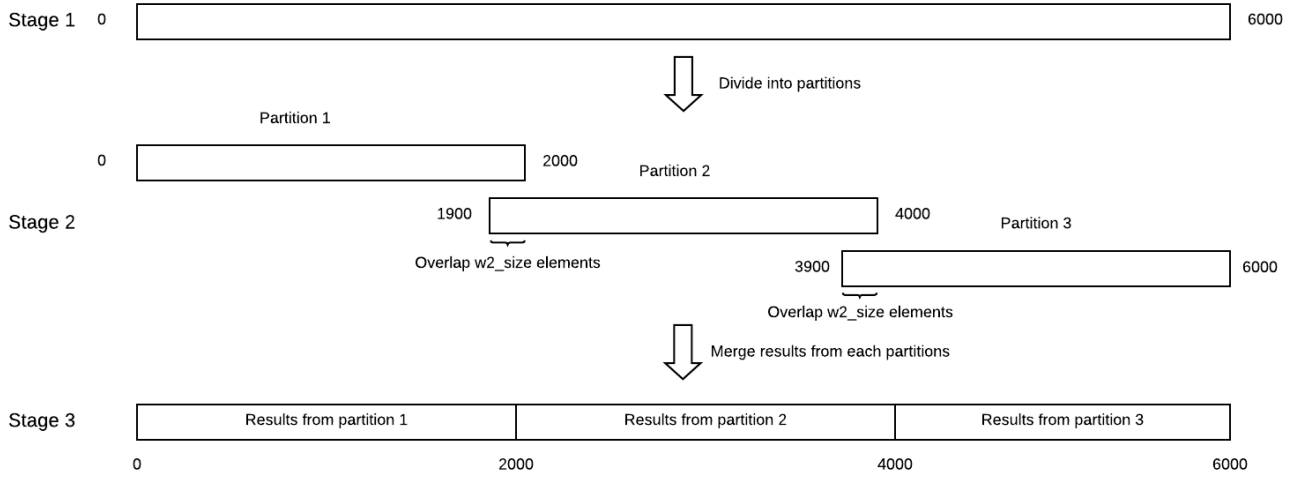 Stage 1
0
6000
Divide into partitions
Partition 1
0
2000
Partition 2
Stage 2
1900
4000
Partition 3
Overlap w2_size elements
3900
6000
Overlap w2_size elements
Merge results from each partitions
Stage 3
Results from partition 1
Results from partition 2
Results from partition 3
0
2000
4000
6000